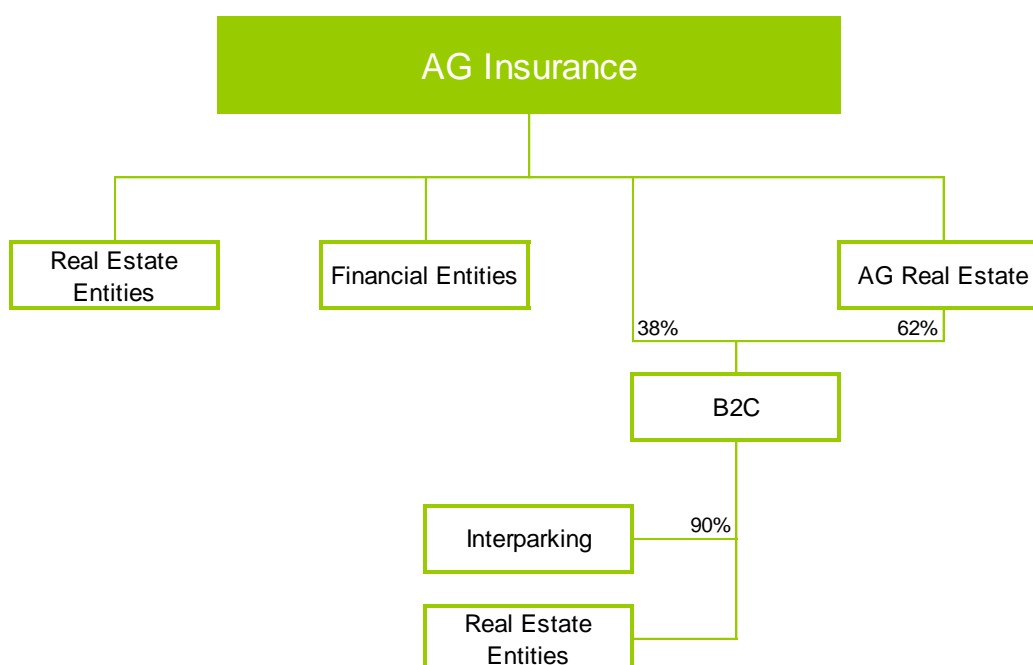 AG Insurance
Real Estate
Entities
Financial Entities
AG Real Estate
38%
62%
B2C
90%
Interparking
Real Estate
Entities